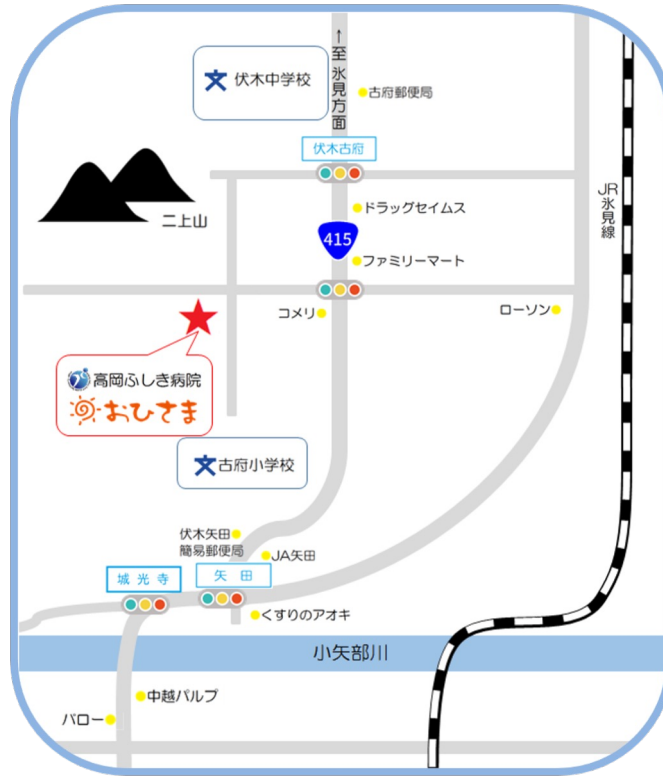 ↑至 氷見方面
文 伏木中学校
古府郵便局
伏木古府
ドラッグセイムス
JR氷見線
二上山
415
ファミリーマート
コメリ
ローソン
高岡ふしき病院
おひさま
文 古府小学校
伏木矢田
簡易郵便局
JA矢田
城光寺
矢田
くすりのアオキ
小矢部川
中越パルプ
バロー